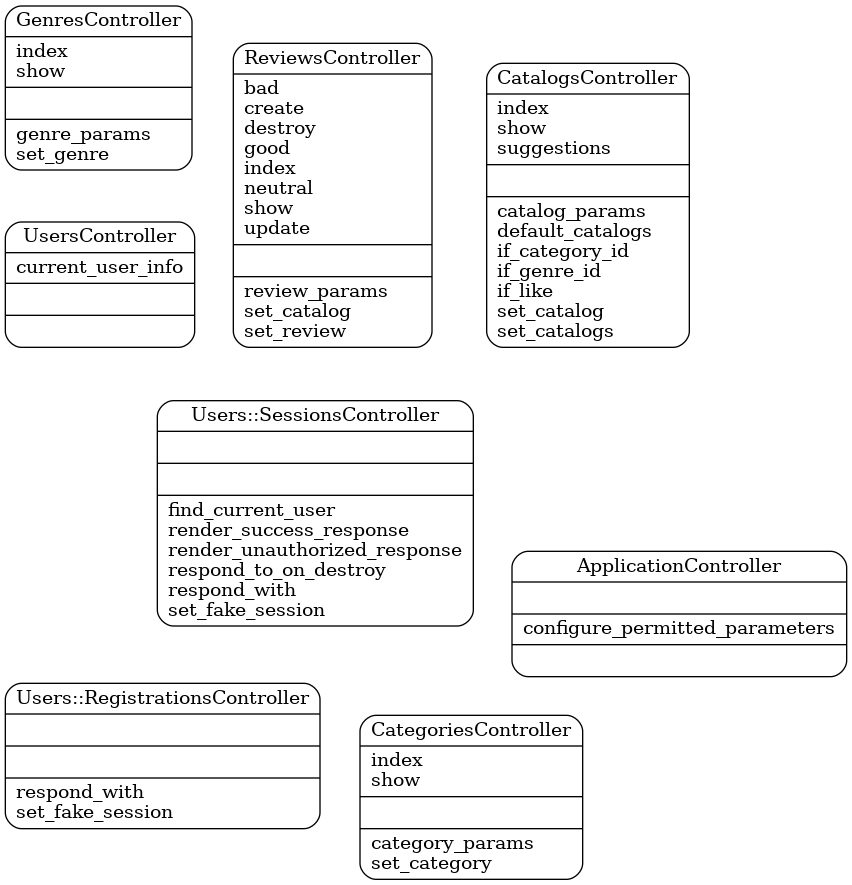 GenresController
index
show
genre_params
set_genre
ReviewsController
bad
create
destroy
good
index
neutral
show
update
review_params
set_catalog
set_review
CatalogsController
index
show
suggestions
catalog_params
default_catalogs
if_category_id
if_genre_id
if_like
set_catalog
set_catalogs
UsersController
current_user_info
Users::SessionsController
find_current_user
render_success_response
render_unauthorized_response
respond_to_on_destroy
respond_with
set_fake_session
ApplicationController
configure_permitted_parameters
Users::RegistrationsController
respond_with
set_fake_session
CategoriesController
index
show
category_params
set_category